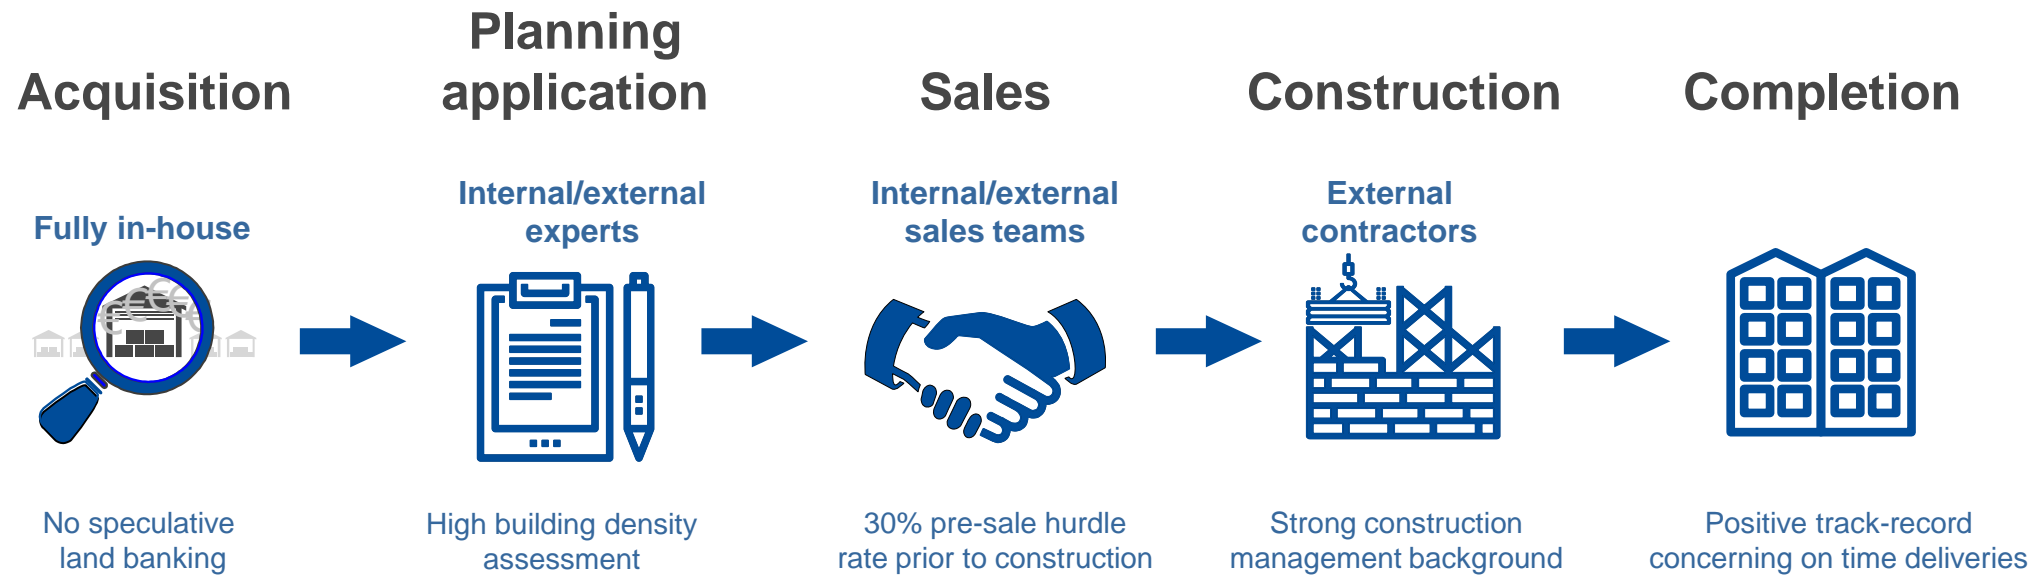 Acquisition
Planning
application
Sales
Construction
Completion
Fully in-house
Internal/external
experts
Internal/external
sales teams
External
contractors
€€€€€
No speculative
land banking
High building density
assessment
30% pre-sale hurdle
rate prior to construction
Strong construction
management background
Positive track-record
concerning on time deliveries